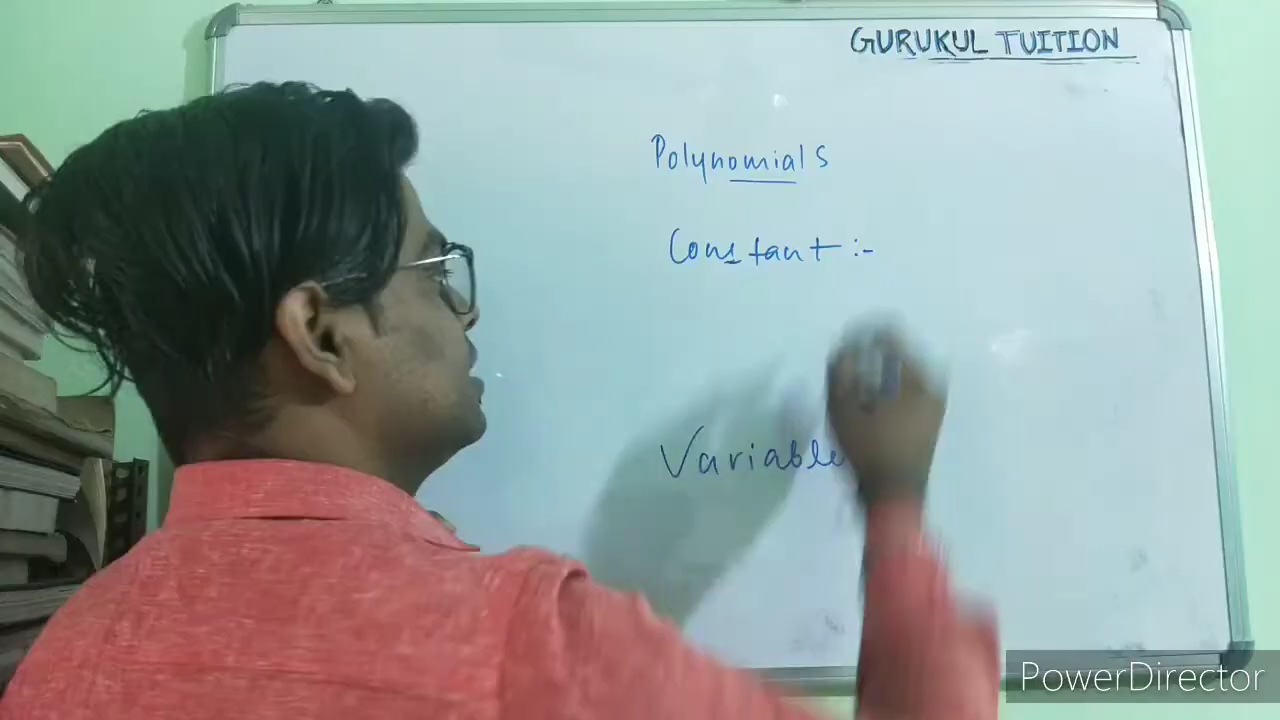 GURUKUL TUITION
Polynomials
Constant :-
Variable
PowerDirector